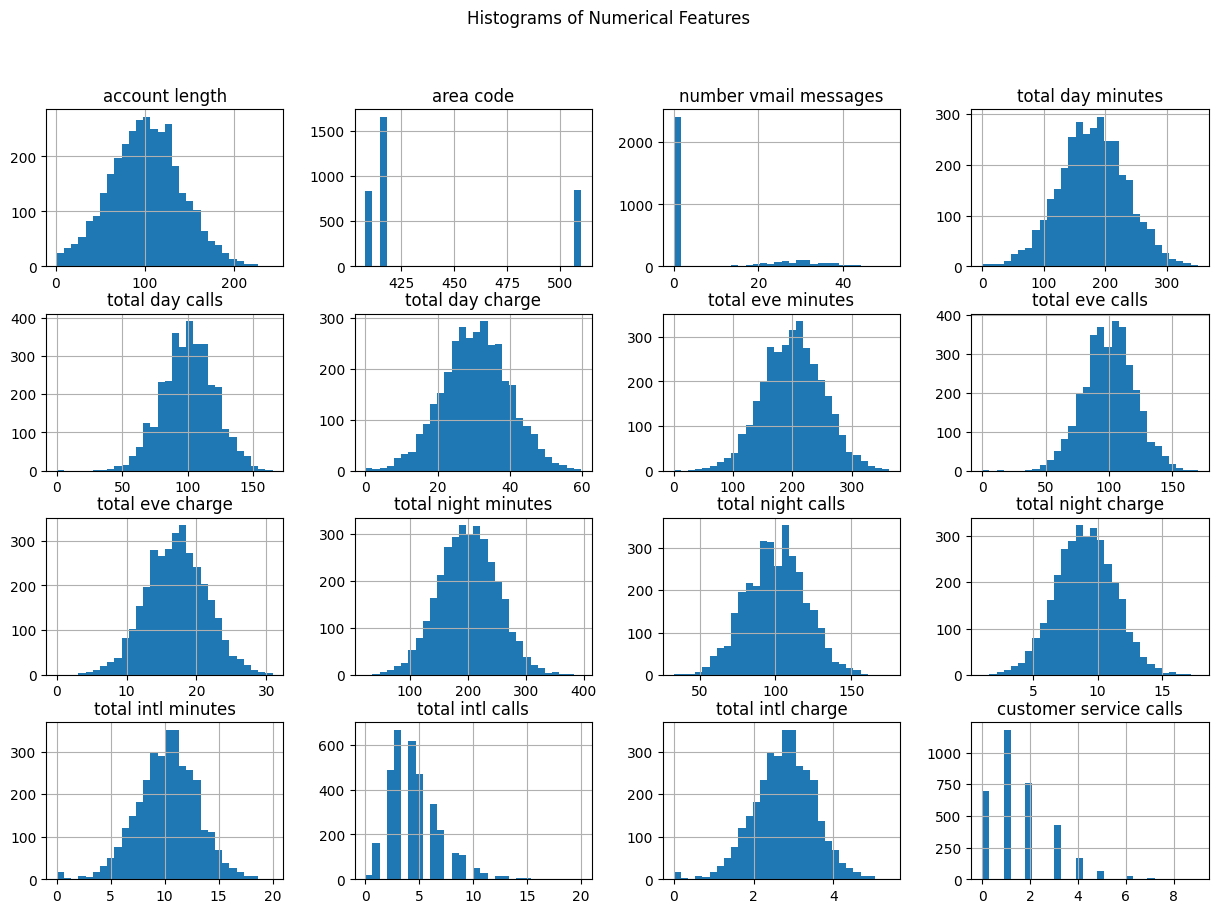 Histograms of Numerical Features
account length
area code
number vmail messages
total day minutes
200
100
0
0 100 200
1500
1000
500
0
425 450 475 500
2000
1000
0
0 20 40
300
200
100
0
100 200 300
total day calls
total day charge
total eve minutes
total eve calls
400
300
200
100
0
0 50 100 150
300
200
100
0
0 20 40 60
300
200
100
0
0 100 200 300
400
300
200
100
0
0 50 100 150
total eve charge
total night minutes
total night calls
total night charge
300
200
100
0
0 10 20 30
300
200
100
0
100 200 300 400
300
200
100
0
50 100 150
300
200
100
0
5 10 15
total intl minutes
total intl calls
total intl charge
customer service calls
300
200
100
0
0 5 10 15 20
600
400
200
0
0 5 10 15 20
300
200
100
0
0 2 4
1000
750
500
250
0
0 2 4 6 8